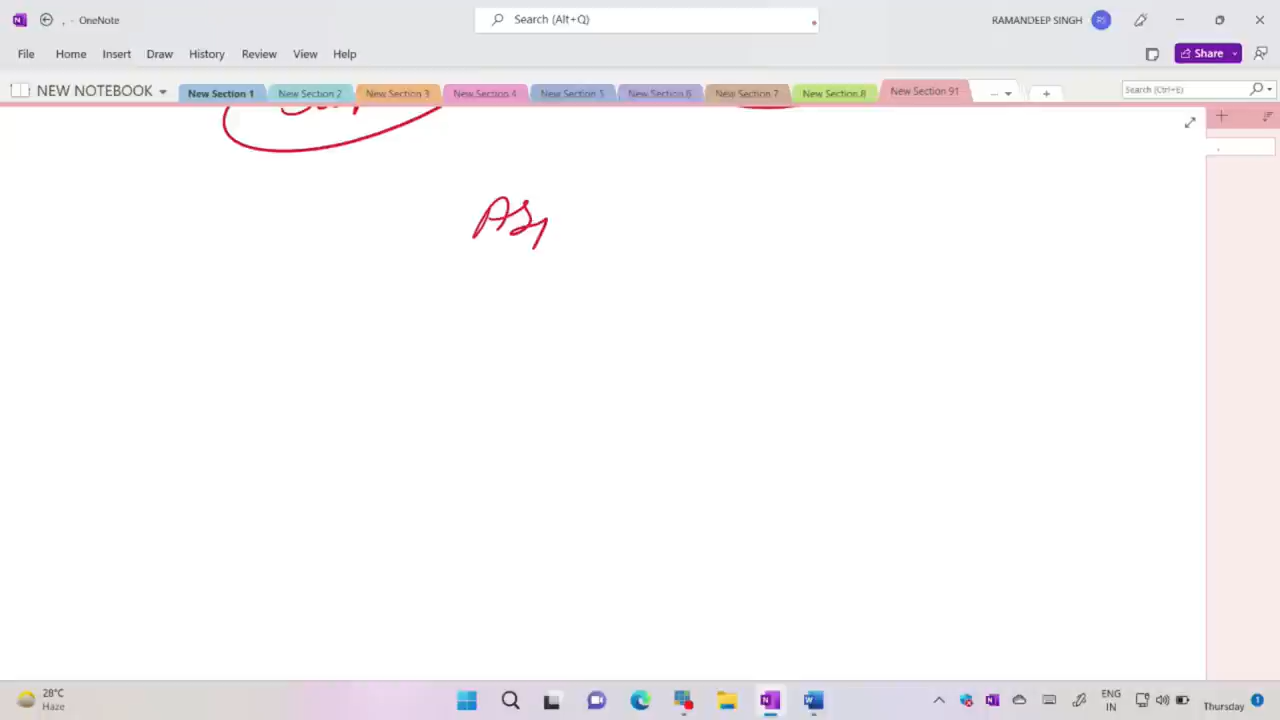 , - OneNote
Search (Alt+Q)
RAMANDEEP SINGH RS
File Home Insert Draw History Review View Help
Share
NEW NOTEBOOK
New Section 1 New Section 2 New Section 3 New Section 4 New Section 5 New Section 6 New Section 7 New Section 8 New Section 91
... +
Search (Ctrl+E)
28°C
Haze
ENG
IN
Thursday
1